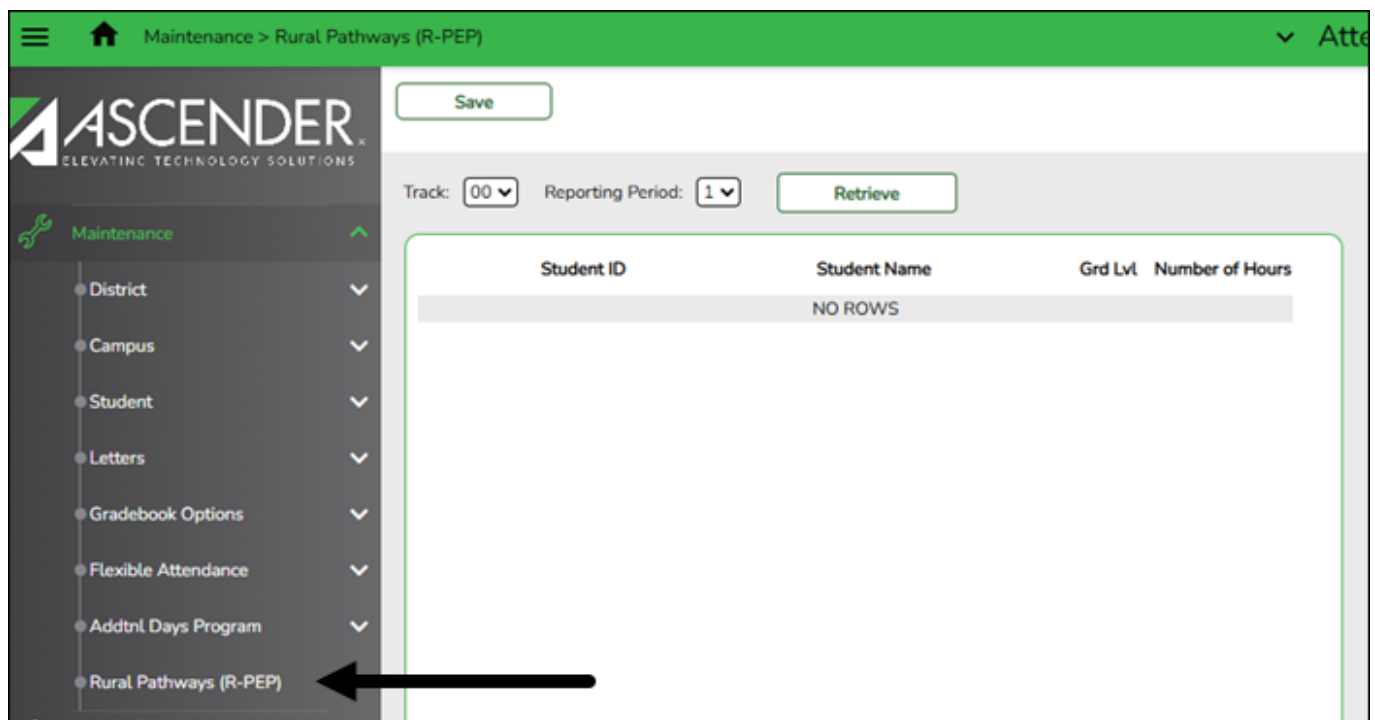 Maintenance > Rural Pathways (R-PEP)
Atte
ASCENDER
ELEVATING TECHNOLOGY SOLUTIONS
Save
Track: 00 Reporting Period: 1 Retrieve
Maintenance
District
Campus
Student
Letters
Gradebook Options
Flexible Attendance
Addtnl Days Program
Rural Pathways (R-PEP)
Student ID Student Name Grd Lvl Number of Hours
NO ROWS